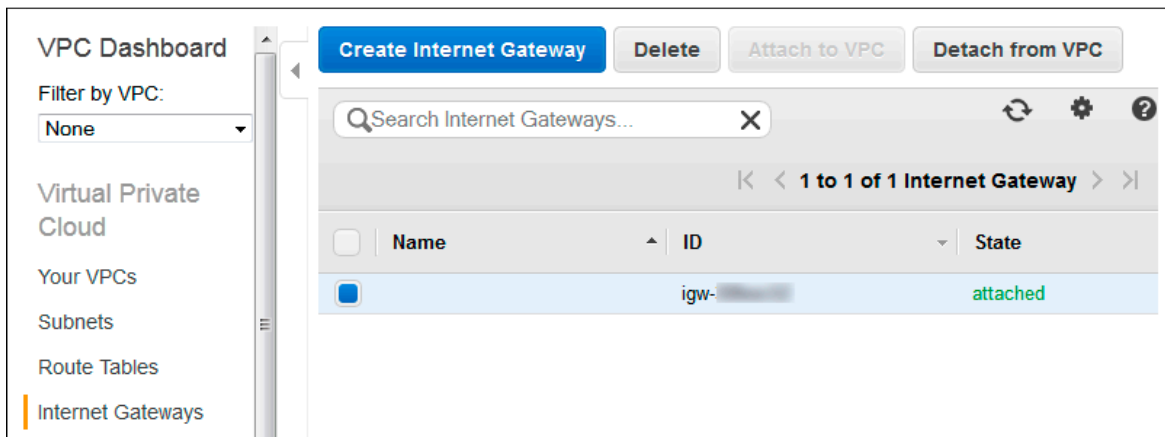 VPC Dashboard
Filter by VPC:
None
Virtual Private
Cloud
Your VPCs
Subnets
Route Tables
Internet Gateways
Create Internet Gateway
Delete
Attach to VPC
Detach from VPC
Search Internet Gateways...
1 to 1 of 1 Internet Gateway
Name
ID
State
igw-
attached